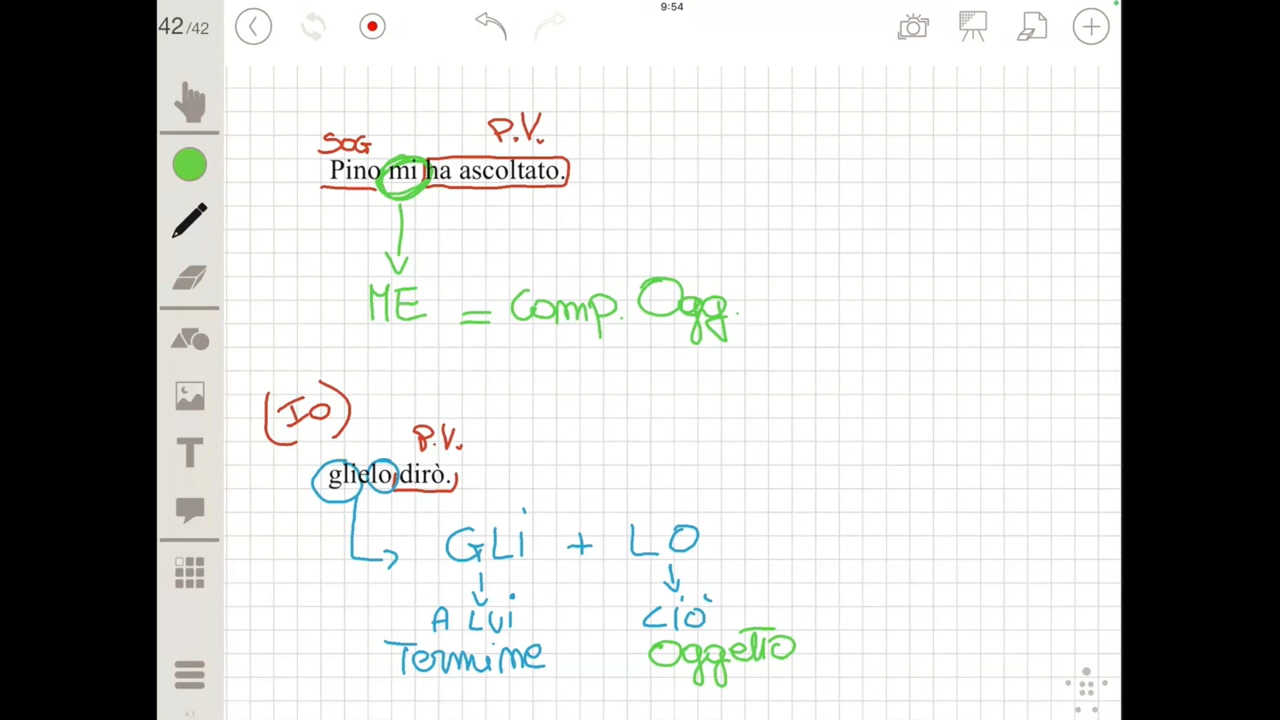 9:54
42/42
SOG P.V.
Pino mi ha ascoltato.
ME = Comp. Ogg.
(IO)
P.V.
glielo dirò.
GLI + LO
A LUI CIÒ
Termine Oggetto
T